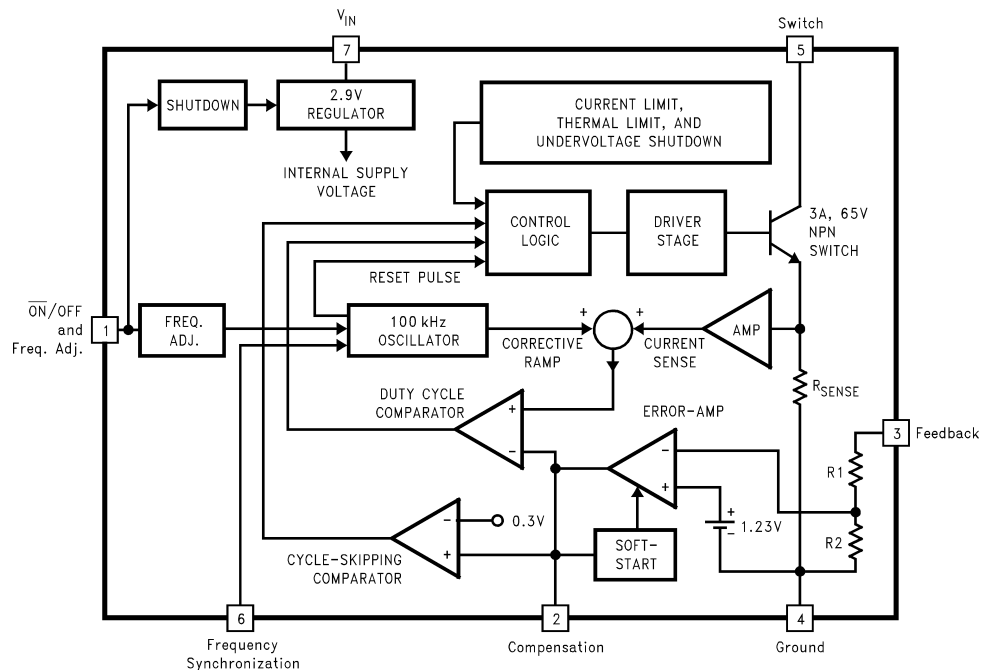 V_IN
Switch
7
5
SHUTDOWN
2.9V
REGULATOR
CURRENT LIMIT,
THERMAL LIMIT, AND
UNDERVOLTAGE SHUTDOWN
INTERNAL SUPPLY
VOLTAGE
CONTROL
LOGIC
DRIVER
STAGE
3A, 65V
NPN
SWITCH
RESET PULSE
ON/OFF
and
Freq. Adj.
1
FREQ.
ADJ.
100 kHz
OSCILLATOR
+
+
CORRECTIVE
RAMP
CURRENT
SENSE
AMP
R_SENSE
DUTY CYCLE
COMPARATOR
+
−
ERROR-AMP
−
+
3
Feedback
R1
R2
+
−
1.23V
−
+
0.3V
CYCLE-SKIPPING
COMPARATOR
SOFT-
START
6
2
4
Frequency
Synchronization
Compensation
Ground